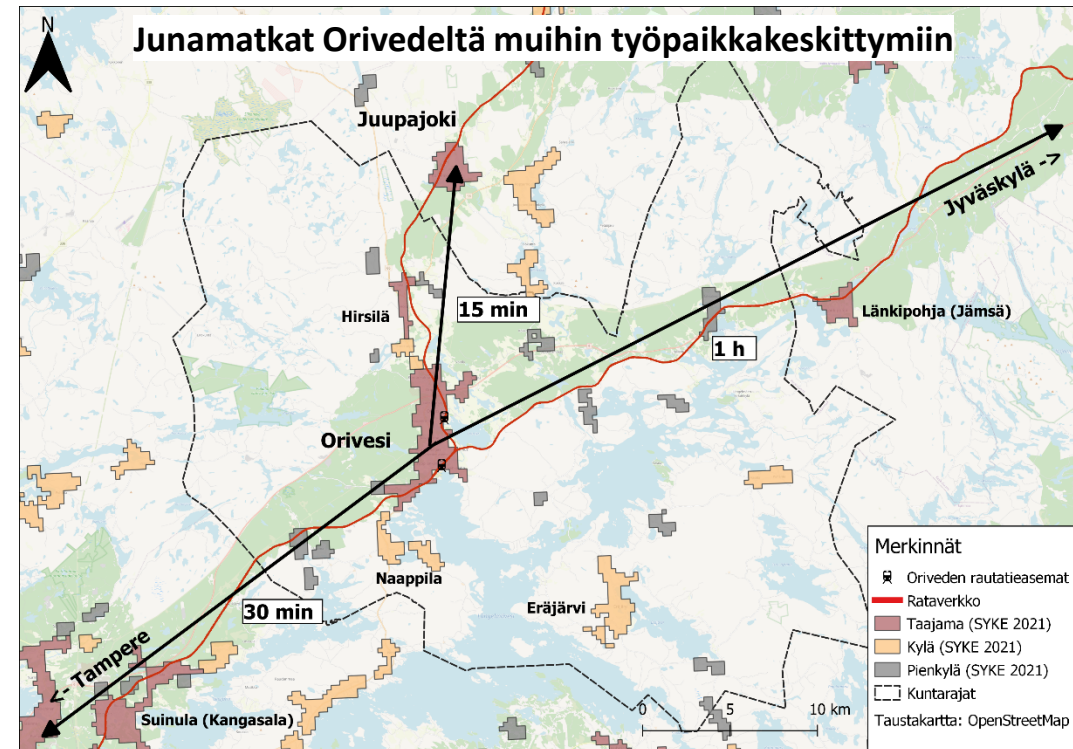 N
Junamatkat Orivedeltä muihin työpaikkakeskittymiin
Juupajoki
Jyväskylä ->
Hirsilä
15 min
Länkipohja (Jämsä)
1 h
Orivesi
Naappila
Eräjärvi
30 min
<- Tampere
Suinula (Kangasala)
0 5 10 km
Merkinnät
Oriveden rautatieasemat
Rataverkko
Taajama (SYKE 2021)
Kylä (SYKE 2021)
Pienkylä (SYKE 2021)
Kuntarajat
Taustakartta: OpenStreetMap